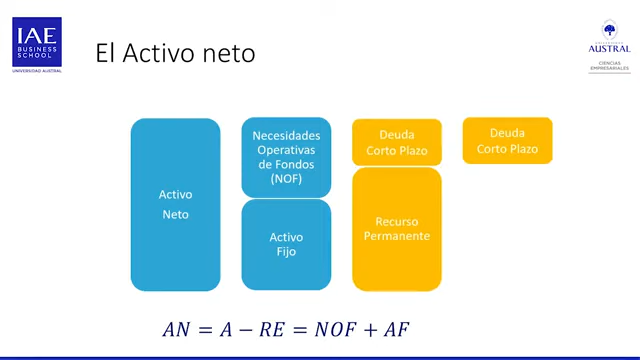 IAE
BUSINESS
SCHOOL
UNIVERSIDAD AUSTRAL
El Activo neto
UNIVERSIDAD
AUSTRAL
CIENCIAS
EMPRESARIALES
Activo
Neto
Necesidades
Operativas
de Fondos
(NOF)
Activo
Fijo
Deuda
Corto Plazo
Recurso
Permanente
Deuda
Corto Plazo
AN = A − RE = NOF + AF